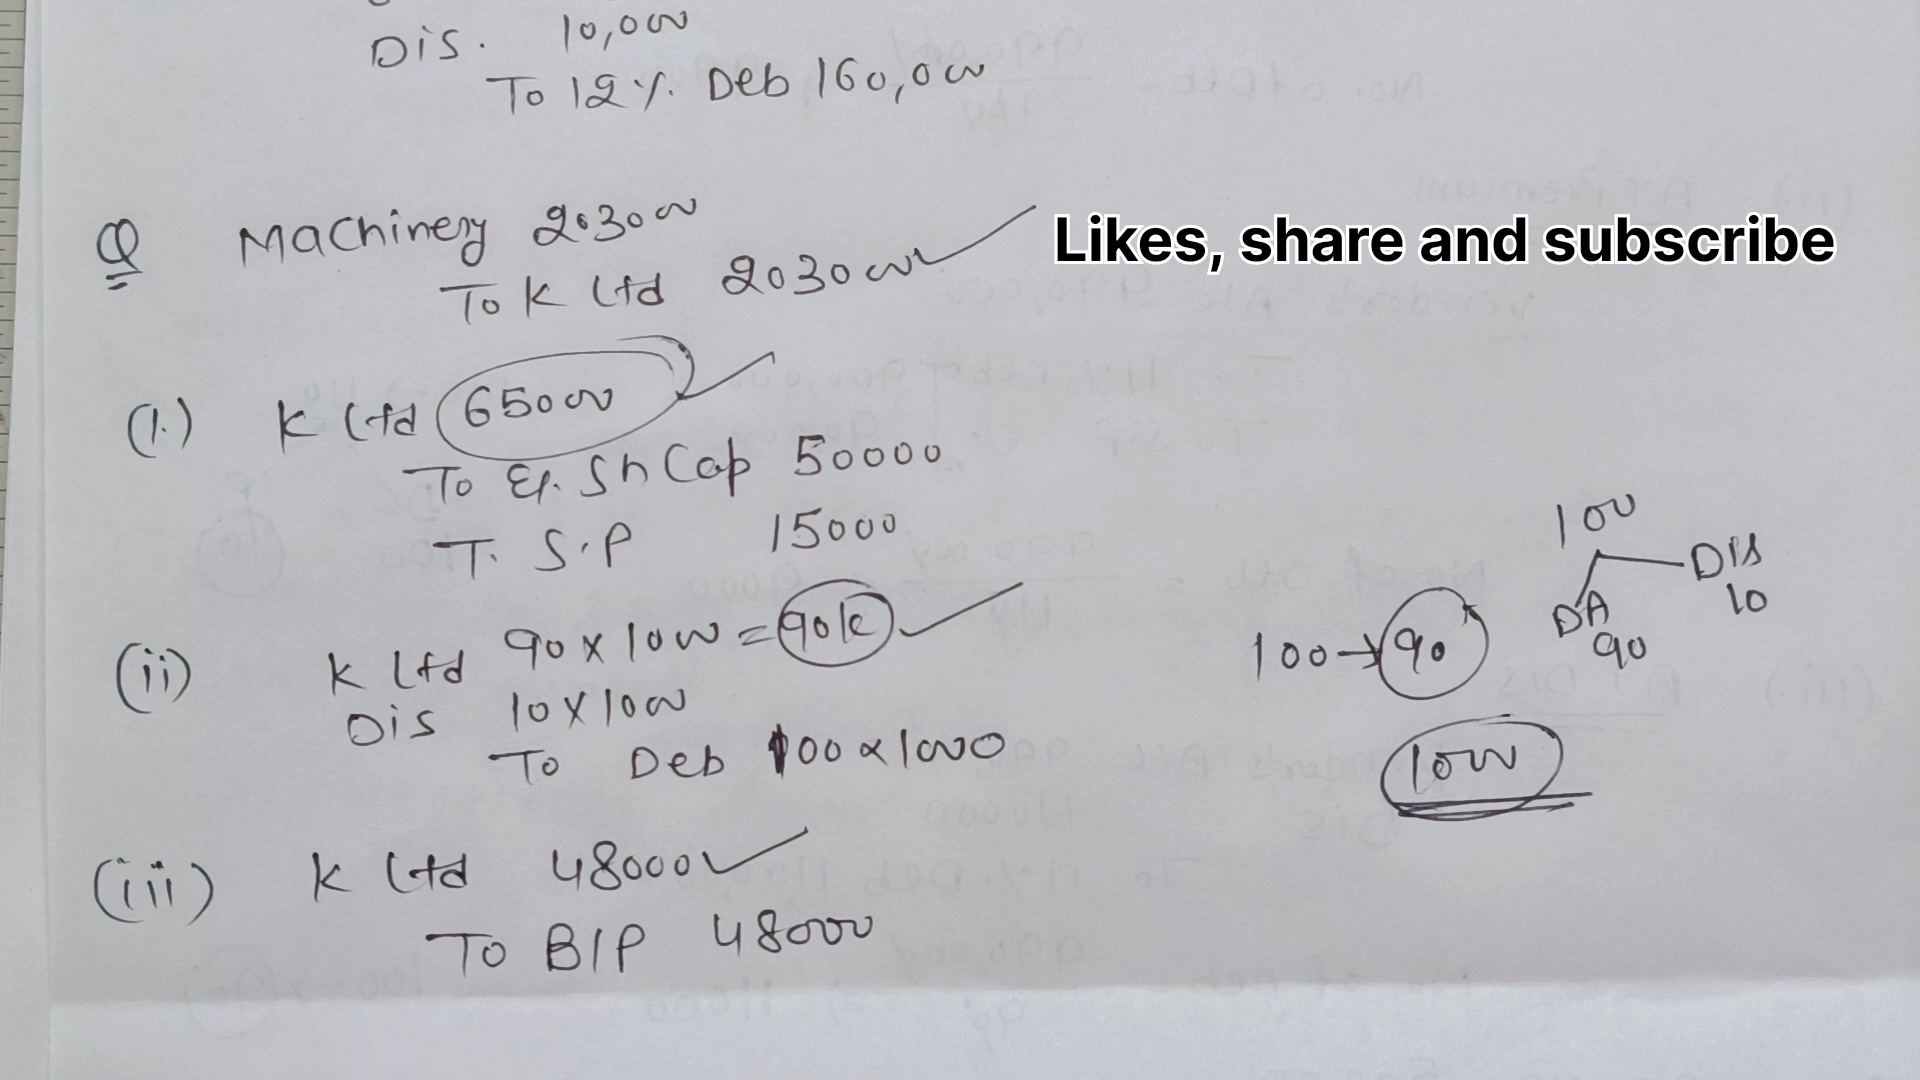 Dis. 10,000
To 12%. Deb 160,000
Q Machinery 203000
To K Ltd 203000
Likes, share and subscribe
(1.) K Ltd 65000
To Eq. Sh Cap 50000
T. S.P 15000
(ii) K Ltd 90 x 1000 = 90k
Dis 10 x 1000
To Deb 100 x 1000
100
DIS
10
DA
90
100 → 90
1000
(iii) K Ltd 48000
To B/P 48000